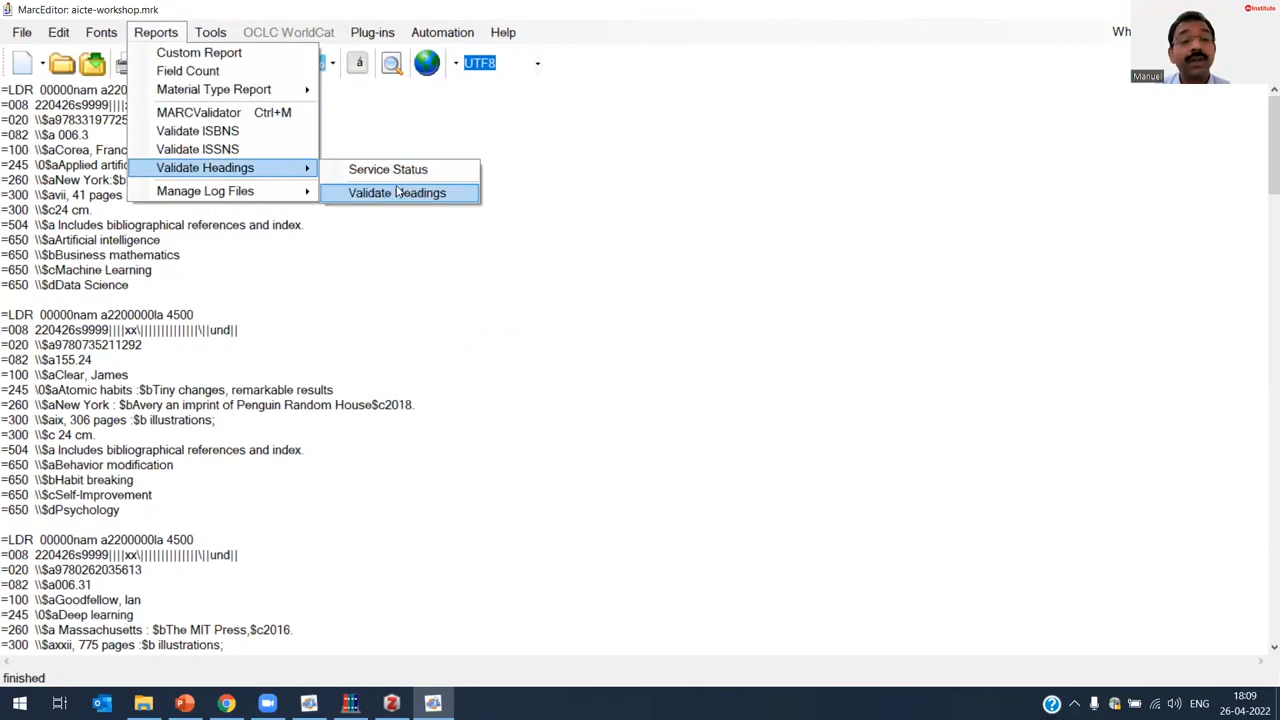 MarcEditor: aicte-workshop.mrk
Institute
File Edit Fonts Reports Tools OCLC WorldCat Plug-ins Automation Help Wh
Manuel
á UTF8
Custom Report
Field Count
Material Type Report
MARCValidator Ctrl+M
Validate ISBNS
Validate ISSNS
Validate Headings
Manage Log Files
Service Status
Validate Headings
=LDR 00000nam a2200000la 4500
=008 220426s9999||||x
=020 \\$a97833197725
=082 \\$a 006.3
=100 \\$aCorea, Franc
=245 \0$aApplied artific
=260 \\$aNew York:$b
=300 \\$avii, 41 pages
=300 \\$c24 cm.
=504 \\$a Includes bibliographical references and index.
=650 \\$aArtificial intelligence
=650 \\$bBusiness mathematics
=650 \\$cMachine Learning
=650 \\$dData Science
=LDR 00000nam a2200000la 4500
=008 220426s9999||||xx\||||||||||||||\||und||
=020 \\$a9780735211292
=082 \\$a155.24
=100 \\$aClear, James
=245 \0$aAtomic habits :$bTiny changes, remarkable results
=260 \\$aNew York : $bAvery an imprint of Penguin Random House$c2018.
=300 \\$aix, 306 pages :$b illustrations;
=300 \\$c 24 cm.
=504 \\$a Includes bibliographical references and index.
=650 \\$aBehavior modification
=650 \\$bHabit breaking
=650 \\$cSelf-Improvement
=650 \\$dPsychology
=LDR 00000nam a2200000la 4500
=008 220426s9999||||xx\||||||||||||||\||und||
=020 \\$a9780262035613
=082 \\$a006.31
=100 \\$aGoodfellow, Ian
=245 \0$aDeep learning
=260 \\$a Massachusetts : $bThe MIT Press,$c2016.
=300 \\$axxii, 775 pages :$b illustrations;
finished
ENG
18:09
26-04-2022